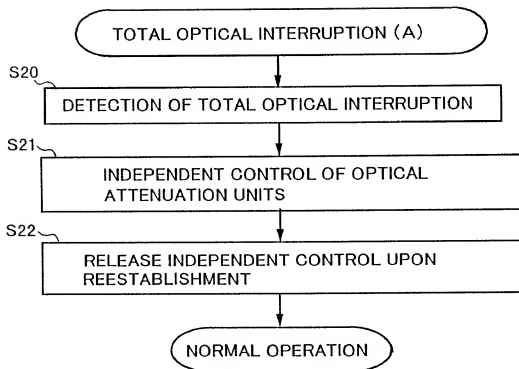 TOTAL OPTICAL INTERRUPTION (A)
S20
DETECTION OF TOTAL OPTICAL INTERRUPTION
S21
INDEPENDENT CONTROL OF OPTICAL
ATTENUATION UNITS
S22
RELEASE INDEPENDENT CONTROL UPON
REESTABLISHMENT
NORMAL OPERATION